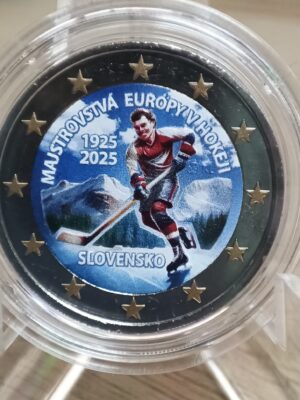 MAJSTROVSTVÁ EURÓPY V HOKEJI
1925
2025
SLOVENSKO